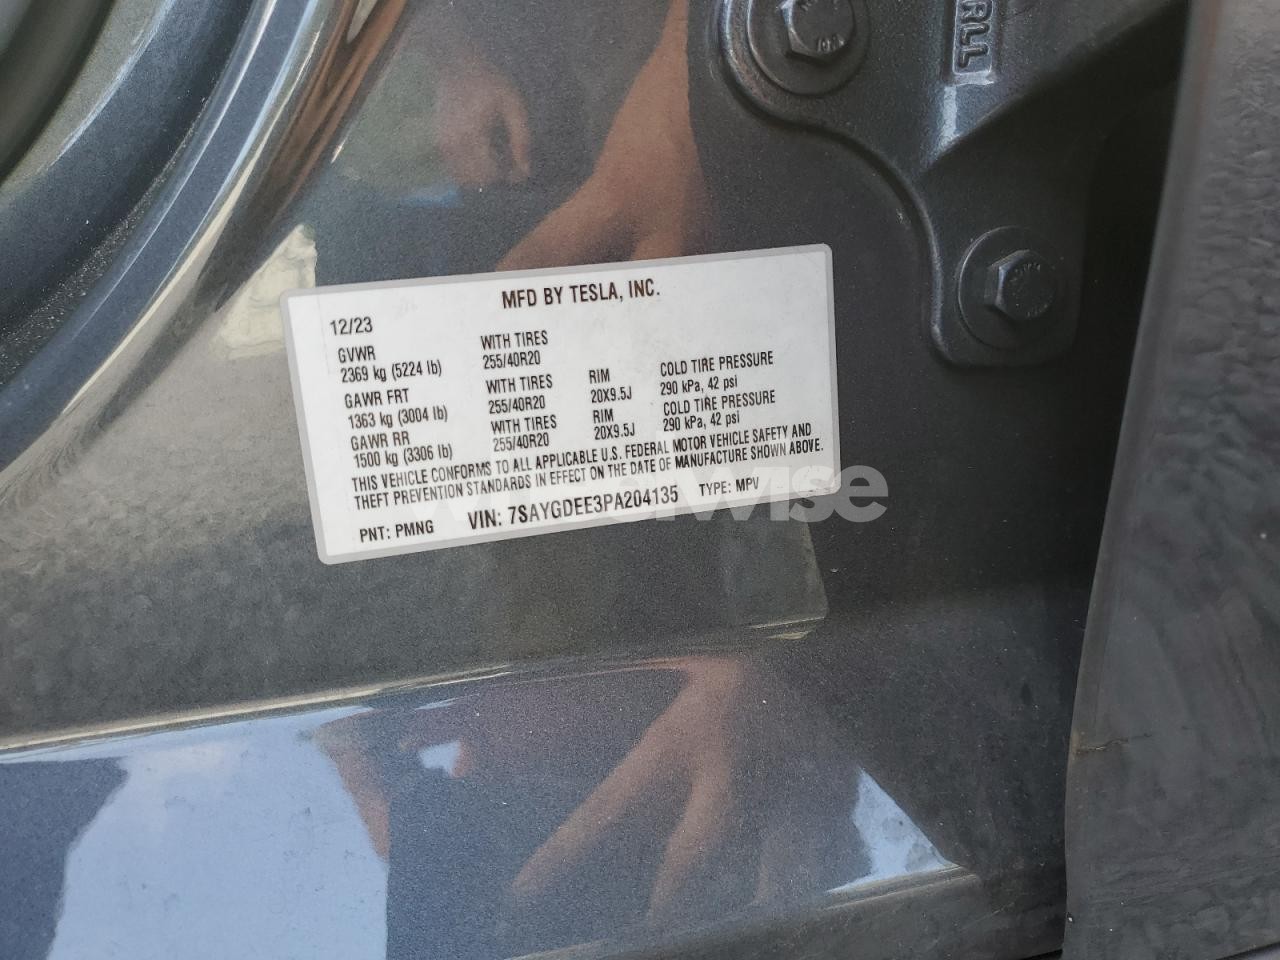 RLL
MFD BY TESLA, INC.
12/23
GVWR WITH TIRES
2369 kg (5224 lb) 255/40R20
GAWR FRT WITH TIRES RIM COLD TIRE PRESSURE
1363 kg (3004 lb) 255/40R20 20X9.5J 290 kPa, 42 psi
GAWR RR WITH TIRES RIM COLD TIRE PRESSURE
1500 kg (3306 lb) 255/40R20 20X9.5J 290 kPa, 42 psi
THIS VEHICLE CONFORMS TO ALL APPLICABLE U.S. FEDERAL MOTOR VEHICLE SAFETY AND
THEFT PREVENTION STANDARDS IN EFFECT ON THE DATE OF MANUFACTURE SHOWN ABOVE.
PNT: PMNG VIN: 7SAYGDEE3PA204135 TYPE: MPV